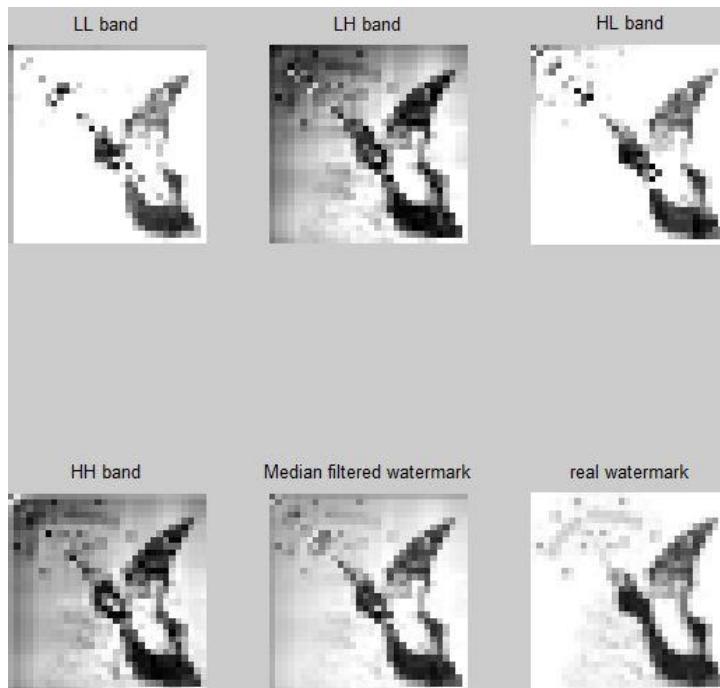 LL band
LH band
HL band
HH band
Median filtered watermark
real watermark